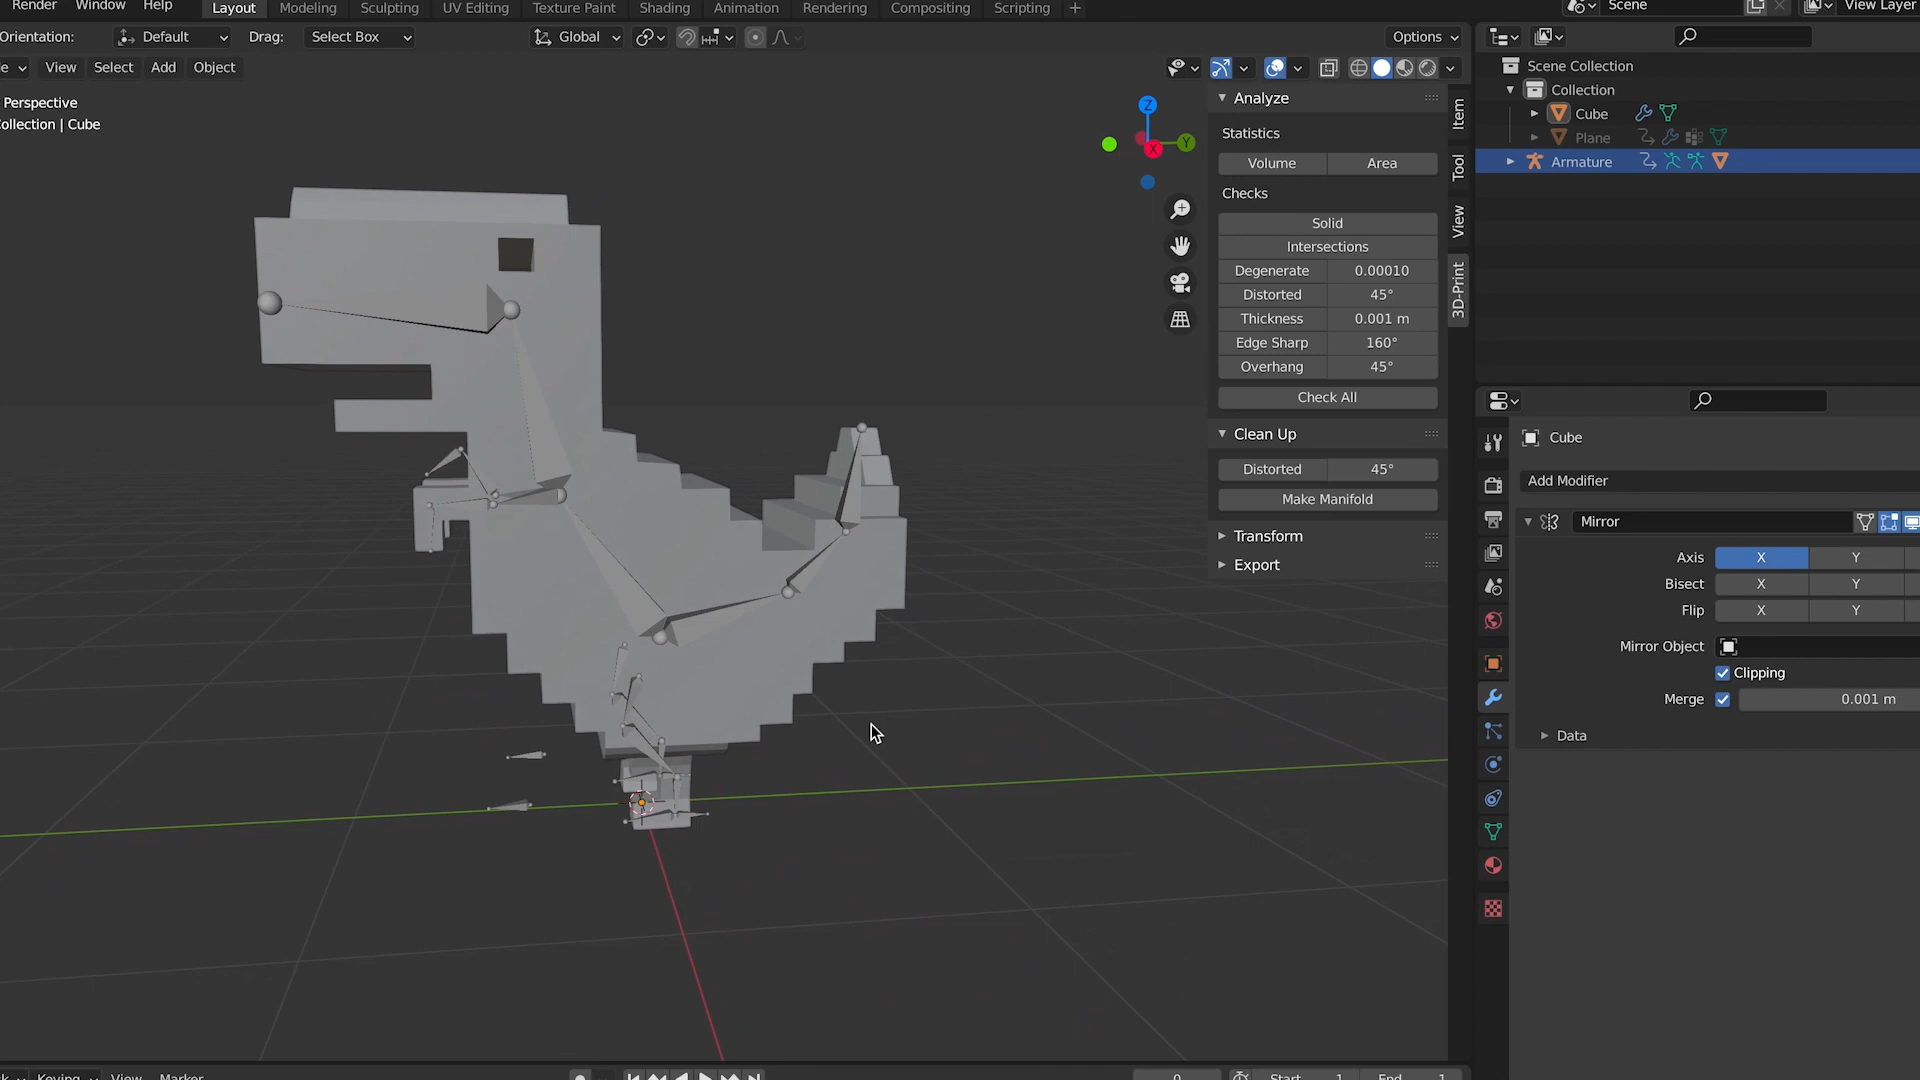 Render Window Help Layout Modeling Sculpting UV Editing Texture Paint Shading Animation Rendering Compositing Scripting + Scene View Layer
Orientation: Default Drag: Select Box Global Options
View Select Add Object
Perspective
ollection | Cube
Z
Y
X
Analyze
Statistics
Volume Area
Checks
Solid
Intersections
Degenerate 0.00010
Distorted 45°
Thickness 0.001 m
Edge Sharp 160°
Overhang 45°
Check All
Clean Up
Distorted 45°
Make Manifold
Transform
Export
Item
Tool
View
3D-Print
Scene Collection
Collection
Cube
Plane
Armature
Cube
Add Modifier
Mirror
Axis X Y
Bisect X Y
Flip X Y
Mirror Object
Clipping
Merge 0.001 m
Data
Keying View Marker 0 Start 1 End 1